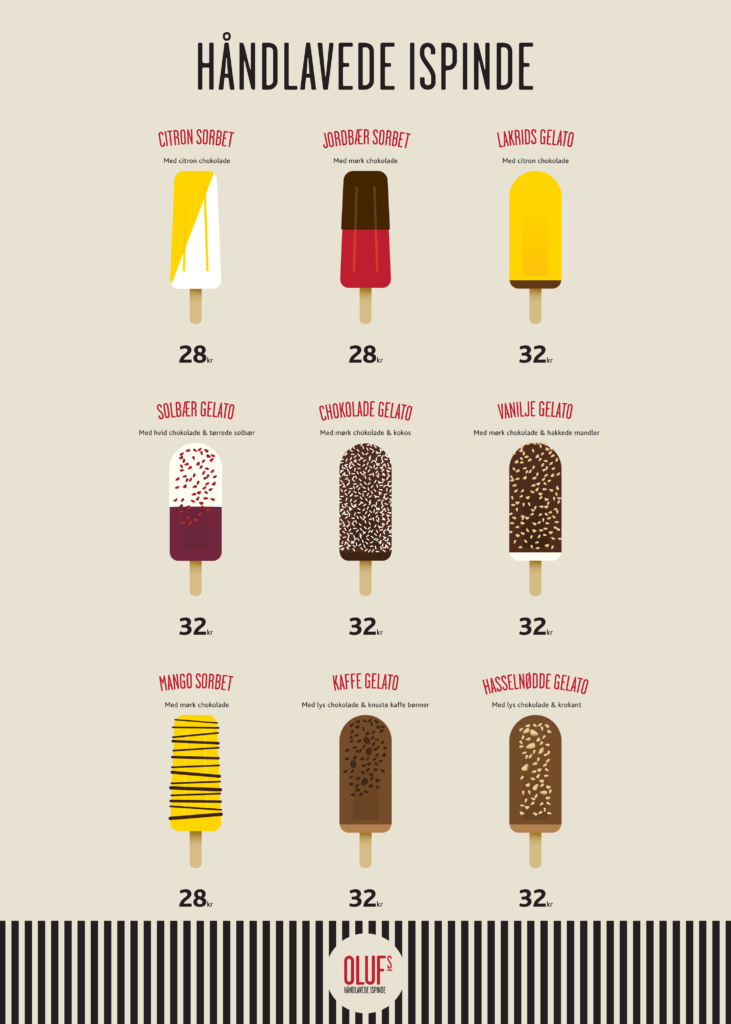 HÅNDLAVEDE ISPINDE
CITRON SORBET
Med citron chokolade
28kr
JORDBÆR SORBET
Med mørk chokolade
28kr
LAKRIDS GELATO
Med citron chokolade
32kr
SOLBÆR GELATO
Med hvid chokolade & tørrede solbær
32kr
CHOKOLADE GELATO
Med mørk chokolade & kokos
32kr
VANILJE GELATO
Med mørk chokolade & hakkede mandler
32kr
MANGO SORBET
Med mørk chokolade
28kr
KAFFE GELATO
Med lys chokolade & knuste kaffe bønner
32kr
HASSELNØDDE GELATO
Med lys chokolade & krokant
32kr
OLUFS
HÅNDLAVEDE ISPINDE